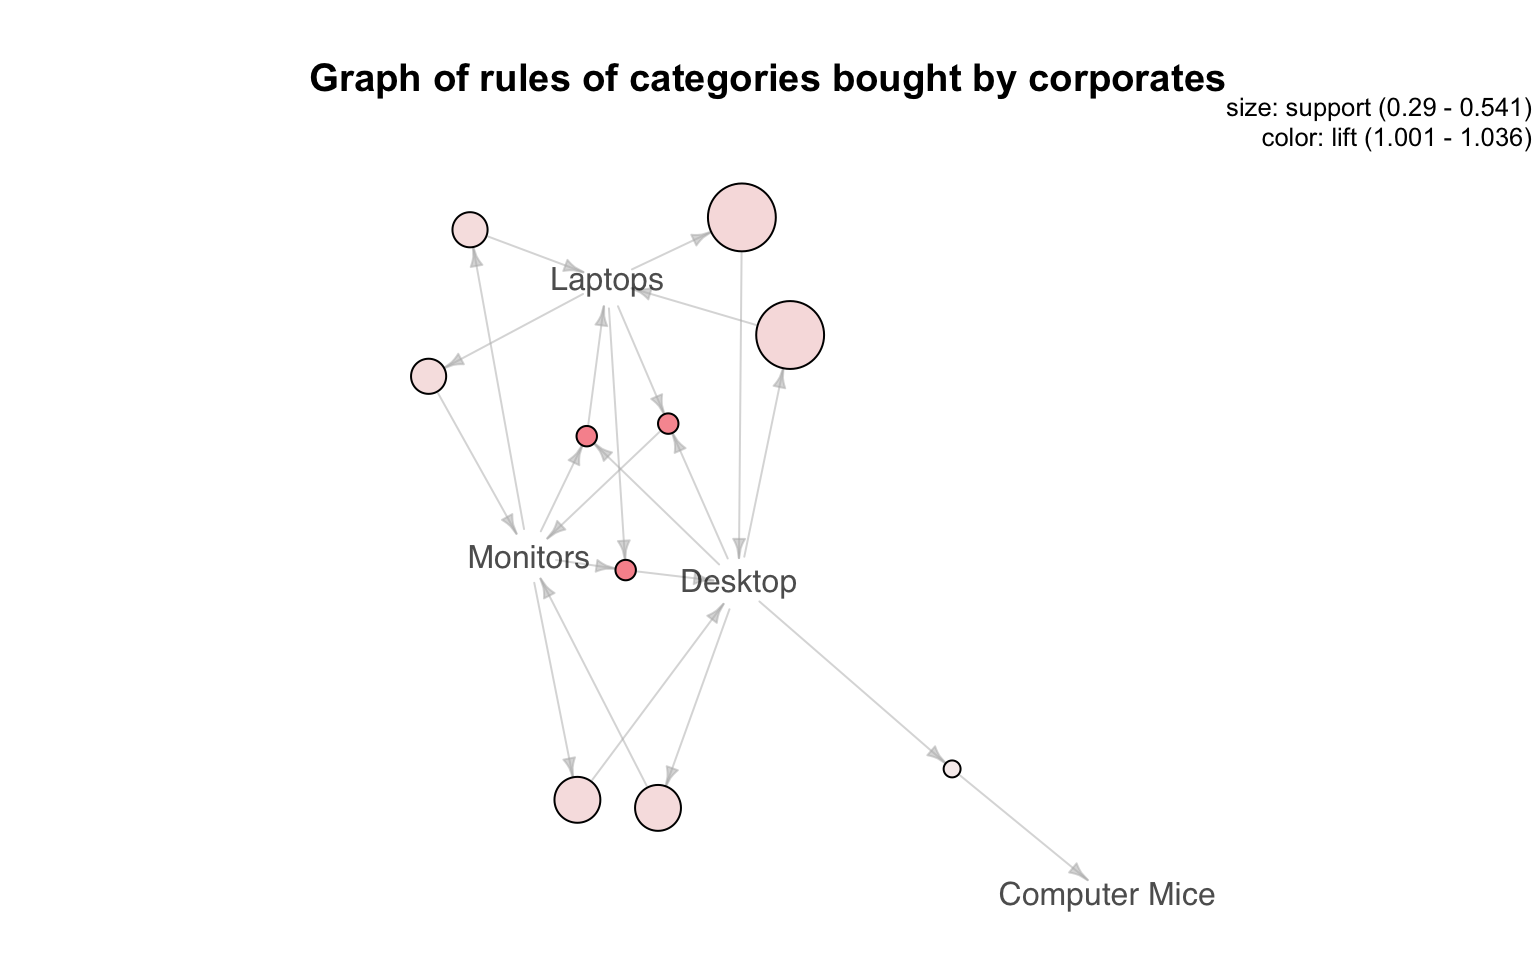 Graph of rules of categories bought by corporates
size: support (0.29 - 0.541)
color: lift (1.001 - 1.036)
Laptops
Monitors
Desktop
Computer Mice